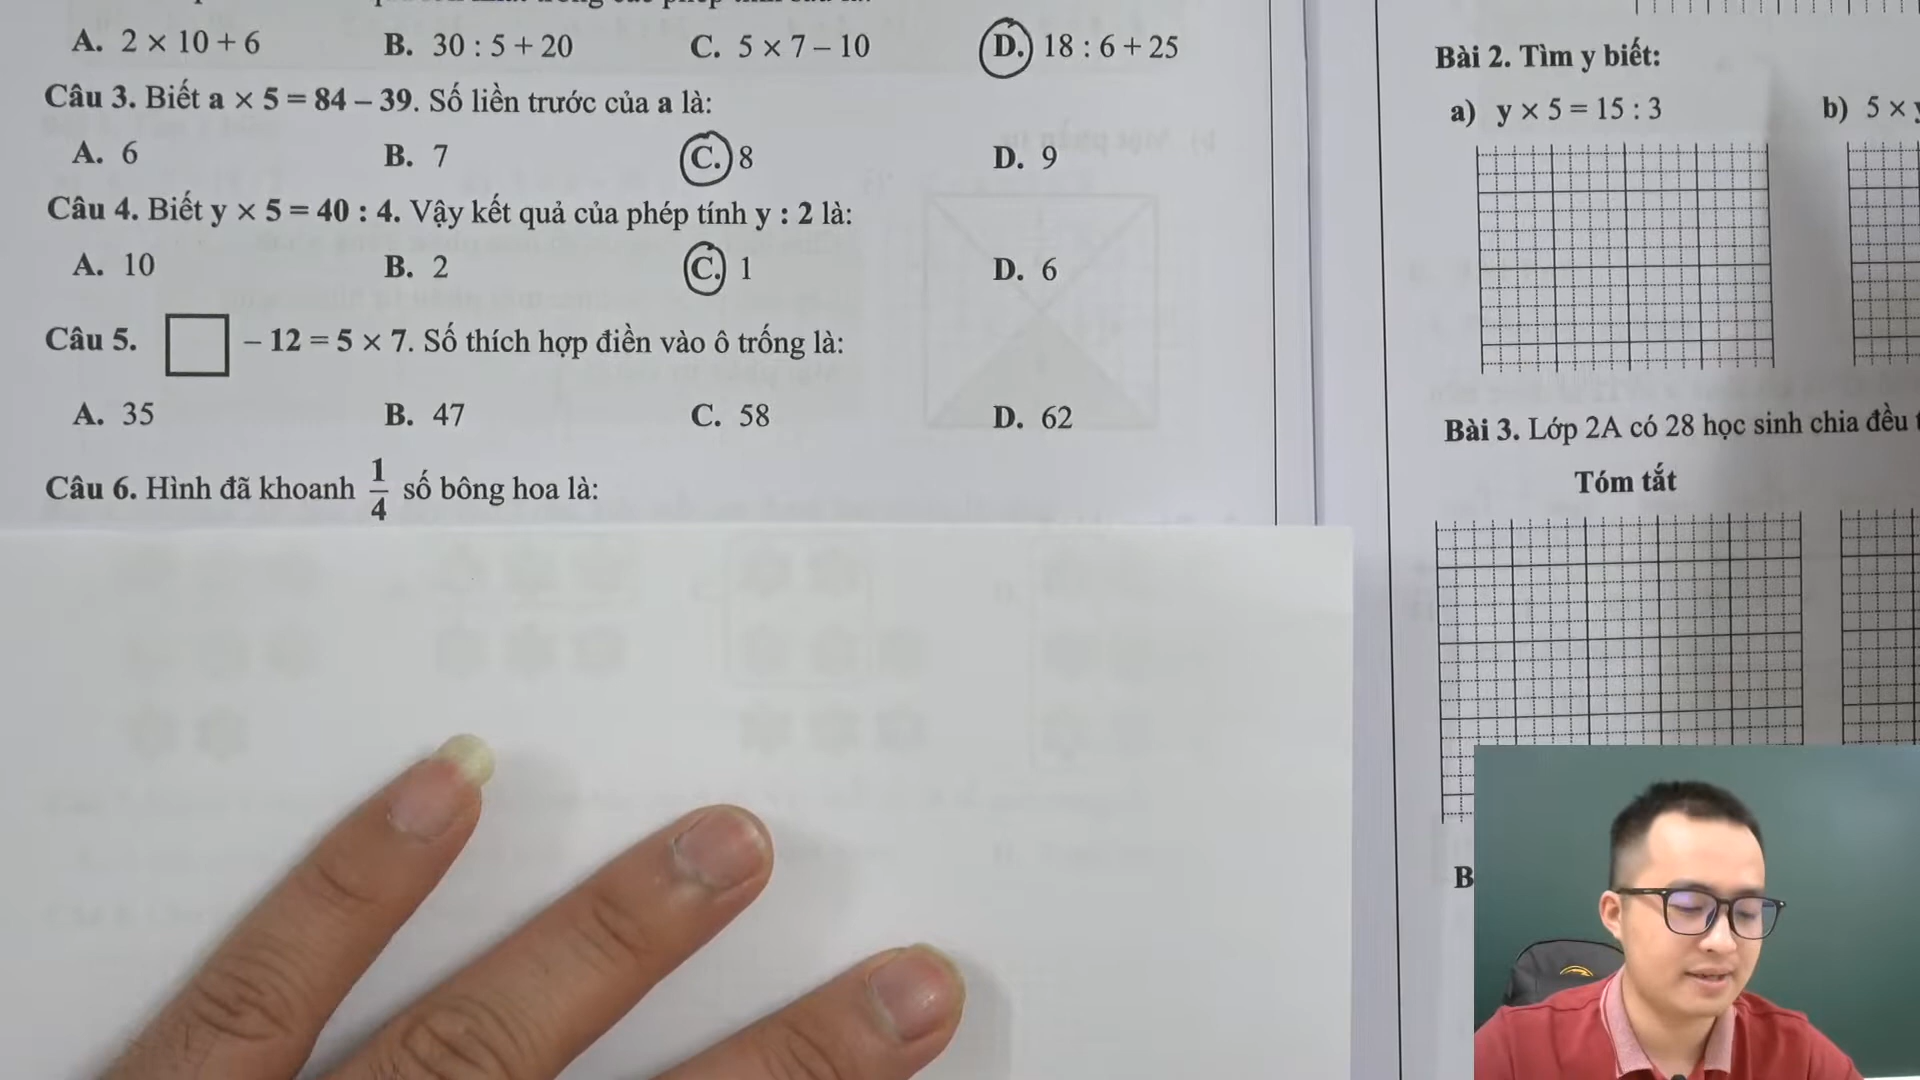 A. 2 × 10 + 6 B. 30 : 5 + 20 C. 5 × 7 – 10 D. 18 : 6 + 25
Câu 3. Biết a × 5 = 84 – 39. Số liền trước của a là:
A. 6 B. 7 C. 8 D. 9
Câu 4. Biết y × 5 = 40 : 4. Vậy kết quả của phép tính y : 2 là:
A. 10 B. 2 C. 1 D. 6
Câu 5. – 12 = 5 × 7. Số thích hợp điền vào ô trống là:
A. 35 B. 47 C. 58 D. 62
Câu 6. Hình đã khoanh 1/4 số bông hoa là:
Bài 2. Tìm y biết:
a) y × 5 = 15 : 3 b) 5 ×
Bài 3. Lớp 2A có 28 học sinh chia đều
Tóm tắt
B